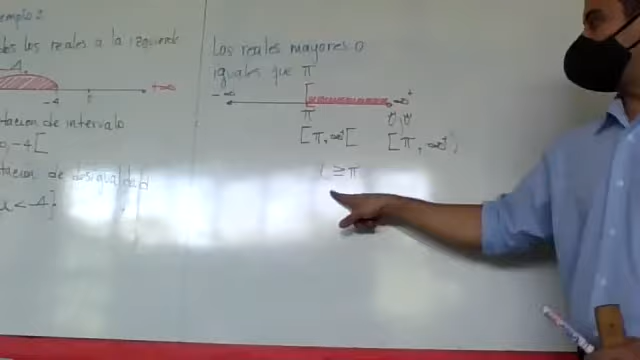 emplo 2
dos los reales a la izquierda
-4
-4 +∞
tación de intervalo
, -4[
tación de desigualdad
x < -4}
Los reales mayores o
iguales que π
-∞ [ ∞⁺
π
[π, ∞⁺[ [π, ∞⁺)
≥ π